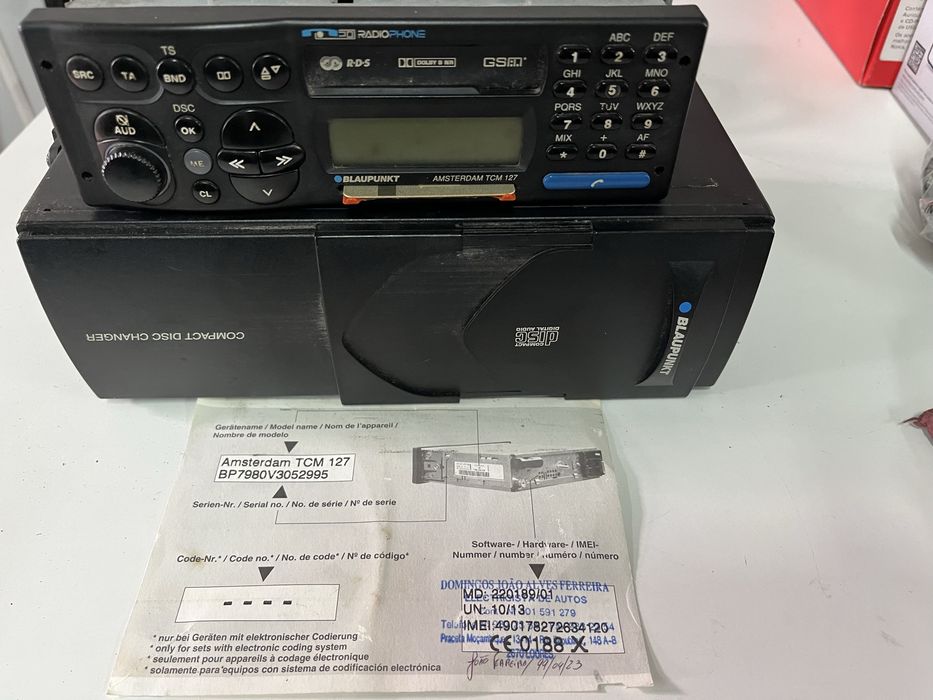 RADIOPHONE
TS
SRC TA BND
R·D·S DOLBY B NR GSM
DSC
AUD OK
ME
CL
ABC DEF
1 2 3
GHI JKL MNO
4 5 6
PQRS TUV WXYZ
7 8 9
MIX + AF
* 0 #
BLAUPUNKT AMSTERDAM TCM 127
COMPACT DISC CHANGER
COMPACT
disc
DIGITAL AUDIO
BLAUPUNKT
Gerätename / Model name / Nom de l'appareil /
Nombre de modelo
Amsterdam TCM 127
BP7980V3052995
Serien-Nr. / Serial no. / No. de série / Nº de serie
Code-Nr.* / Code no.* / No. de code* / Nº de código*
- - - -
* nur bei Geräten mit elektronischer Codierung
* only for sets with electronic coding system
* seulement pour appareils à codage électronique
* solamente para equipos con sistema de codificación electrónica
Software- / Hardware- / IMEI-
Nummer / number / numéro / número
DOMINGOS JOÃO ALVES FERREIRA
ELECTRICISTA DE AUTOS
MD: 220189/01
UN: 10/13
IMEI: 490178272634120
CE 0188 X